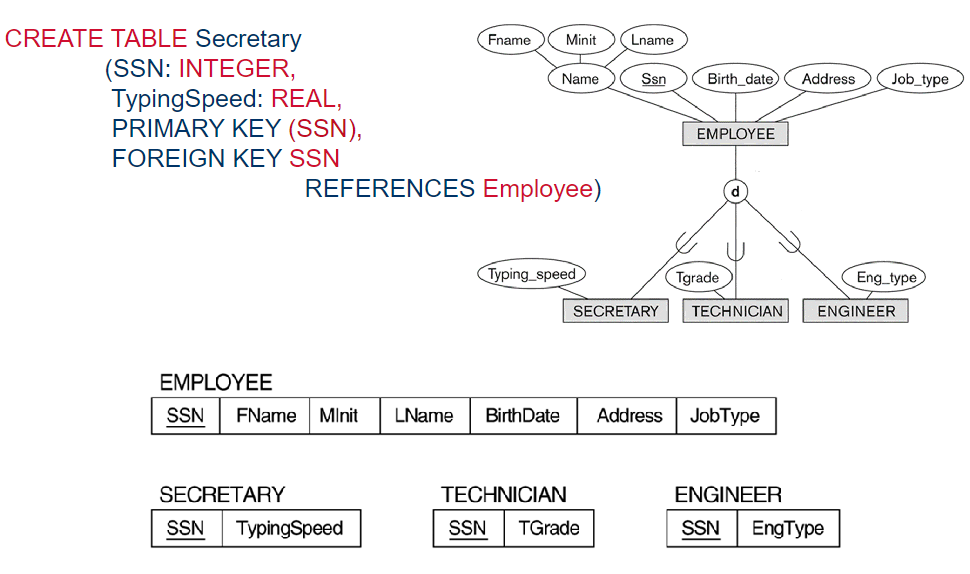 CREATE TABLE Secretary
(SSN: INTEGER,
TypingSpeed: REAL,
PRIMARY KEY (SSN),
FOREIGN KEY SSN
REFERENCES Employee)
Fname
Minit
Lname
Name
Ssn
Birth_date
Address
Job_type
EMPLOYEE
d
Typing_speed
Tgrade
Eng_type
SECRETARY
TECHNICIAN
ENGINEER
EMPLOYEE
SSN FName MInit LName BirthDate Address JobType
SECRETARY
SSN TypingSpeed
TECHNICIAN
SSN TGrade
ENGINEER
SSN EngType